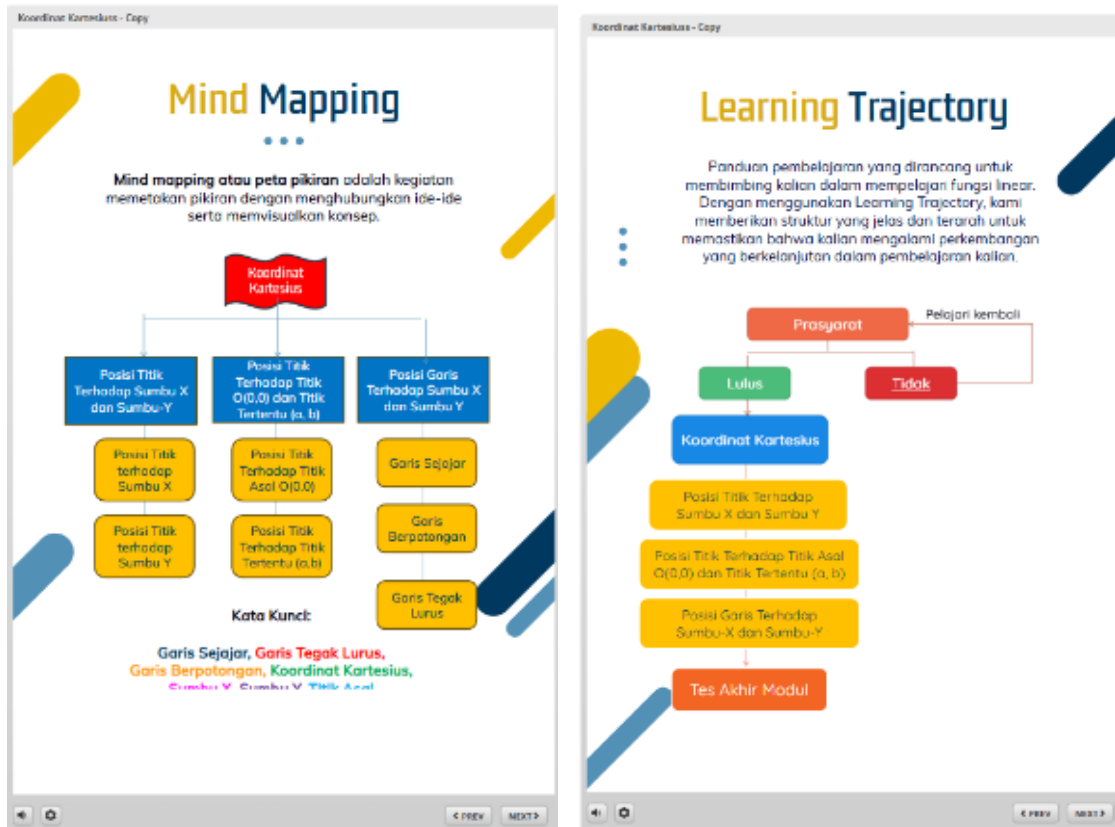 Koordinat Kartesiuss - Copy
Mind Mapping
Mind mapping atau peta pikiran adalah kegiatan
memetakan pikiran dengan menghubungkan ide-ide
serta memvisualkan konsep.
Koordinat
Kartesius
Posisi Titik
Terhadap Sumbu X
dan Sumbu-Y
Posisi Titik
terhadap
Sumbu X
Posisi Titik
terhadap
Sumbu Y
Posisi Titik
Terhadap Titik
O(0,0) dan Titik
Tertentu (a, b)
Posisi Titik
Terhadap Titik
Asal O(0,0)
Posisi Titik
Terhadap Titik
Tertentu (a,b)
Posisi Garis
Terhadap Sumbu X
dan Sumbu Y
Garis Sejajar
Garis
Berpotongan
Garis Tegak
Lurus
Kata Kunci:
Garis Sejajar, Garis Tegak Lurus,
Garis Berpotongan, Koordinat Kartesius,
Sumbu X, Sumbu Y, Titik Asal
< PREV
NEXT >
Koordinat Kartesiuss - Copy
Learning Trajectory
Panduan pembelajaran yang dirancang untuk
membimbing kalian dalam mempelajari fungsi linear.
Dengan menggunakan Learning Trajectory, kami
memberikan struktur yang jelas dan terarah untuk
memastikan bahwa kalian mengalami perkembangan
yang berkelanjutan dalam pembelajaran kalian.
Prasyarat
Pelajari kembali
Lulus
Tidak
Koordinat Kartesius
Posisi Titik Terhadap
Sumbu X dan Sumbu Y
Posisi Titik Terhadap Titik Asal
O(0,0) dan Titik Tertentu (a, b)
Posisi Garis Terhadap
Sumbu-X dan Sumbu-Y
Tes Akhir Modul
< PREV
NEXT >